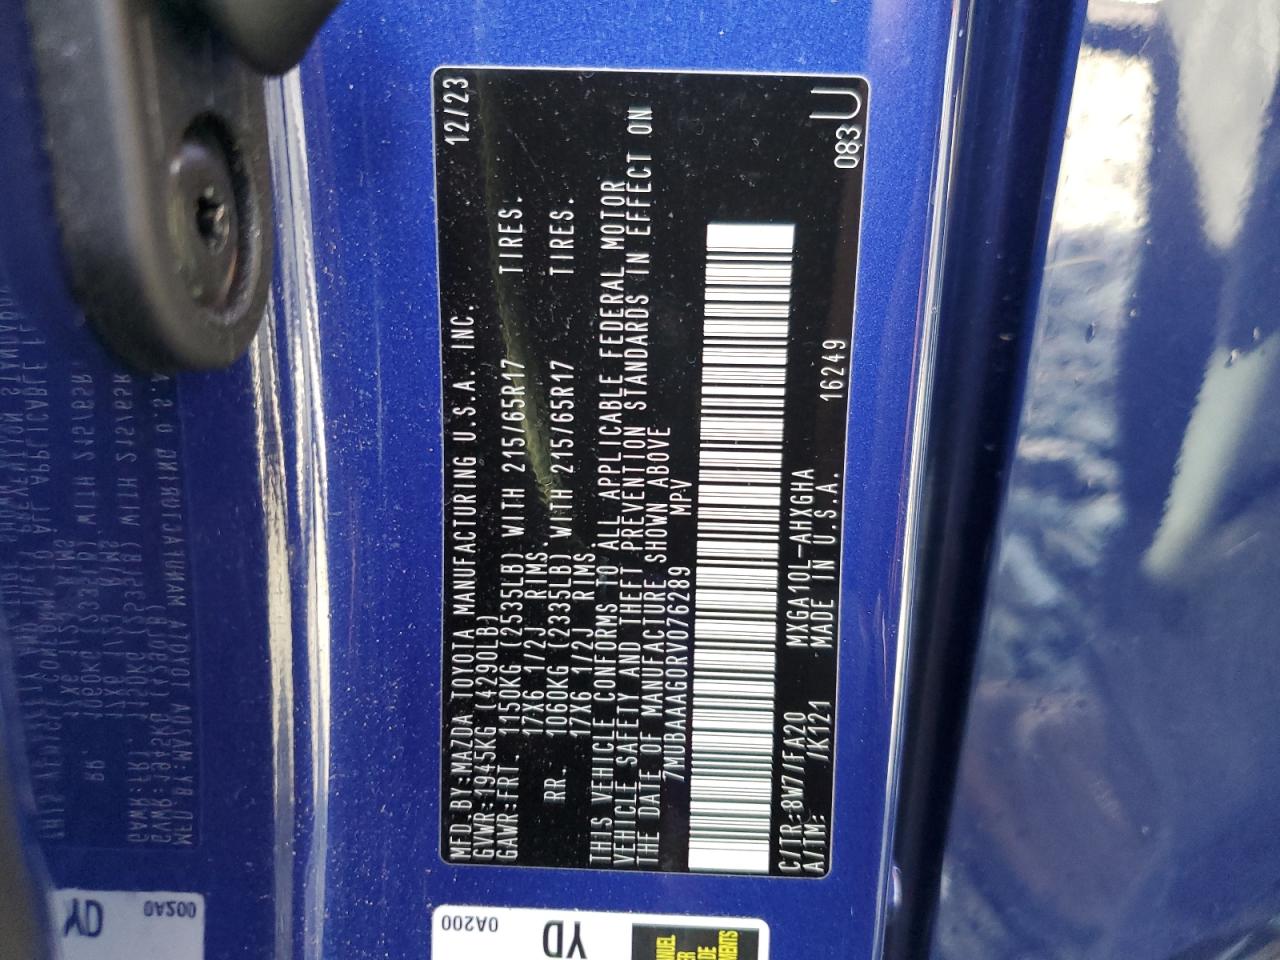 MFD.BY:MAZDA TOYOTA MANUFACTURING U.S.A. INC. 12/23
GVWR:1945KG (4290LB)
GAWR:FRT. 1150KG (2535LB) WITH 215/65R17 TIRES.
17X6 1/2J RIMS
RR. 1060KG (2335LB) WITH 215/65R17 TIRES.
17X6 1/2J RIMS
THIS VEHICLE CONFORMS TO ALL APPLICABLE FEDERAL MOTOR
VEHICLE SAFETY AND THEFT PREVENTION STANDARDS IN EFFECT ON
THE DATE OF MANUFACTURE SHOWN ABOVE
7MUBAAAG0RV076289 MPV
C/TR:8W7/FA20 MXGA10L-AHXGHA 16249 083U
A/TM: /K121 MADE IN U.S.A.
0A200
YD